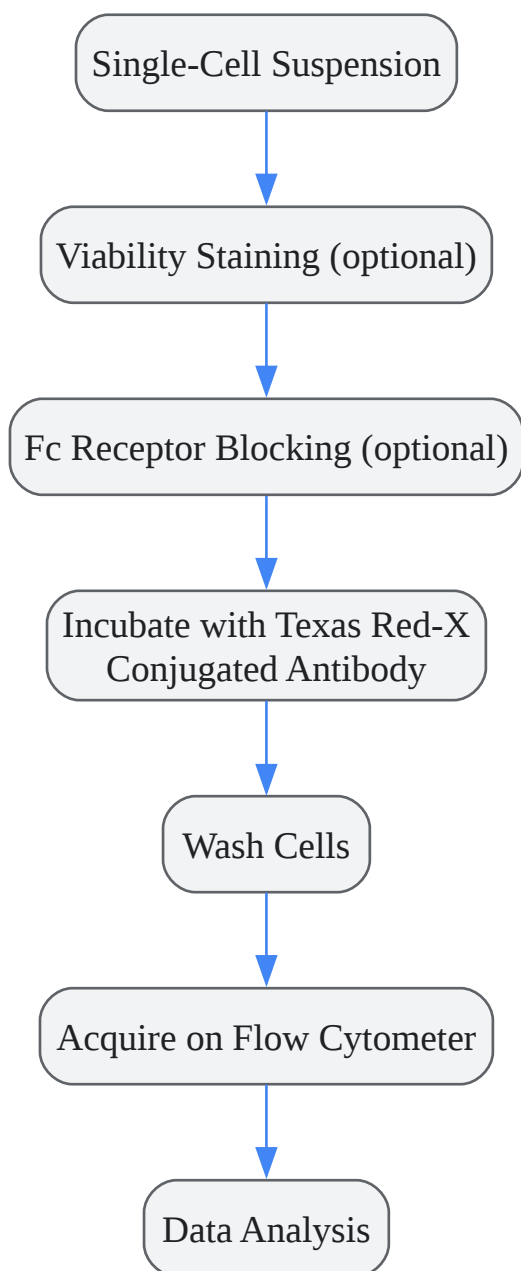 Single-Cell Suspension
Viability Staining (optional)
Fc Receptor Blocking (optional)
Incubate with Texas Red-X
Conjugated Antibody
Wash Cells
Acquire on Flow Cytometer
Data Analysis